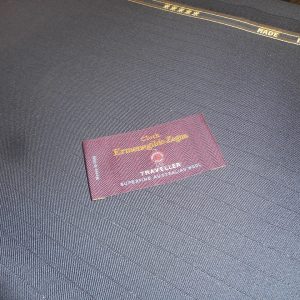 MADE
Cloth
Ermenegildo Zegna
TRAVELLER
SUPERFINE AUSTRALIAN WOOL